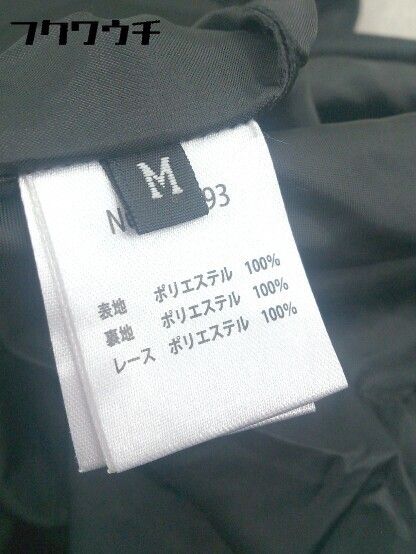 フクワウチ
M
93
表地 ポリエステル 100%
裏地 ポリエステル 100%
レース ポリエステル 100%